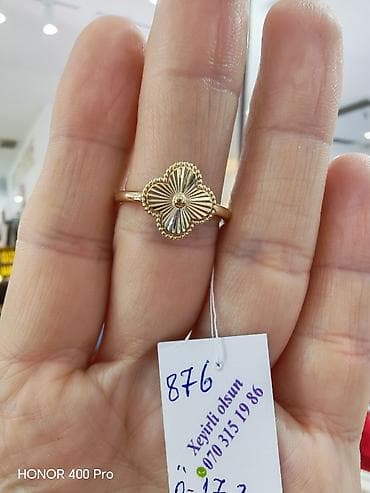 876
Xeyirli olsun
070 315 19 86
HONOR 400 Pro